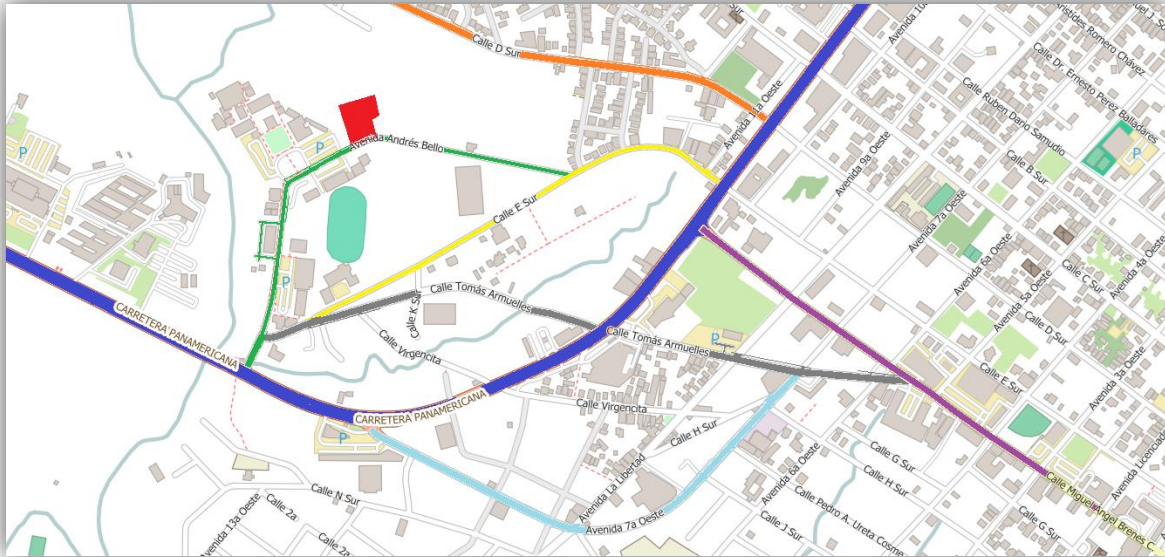 Avenida 10a
Aristides Romero Chávez
Calle D Sur
Calle Dr. Ernesto Perez Balladares
Avenida 11a Oeste
Calle Ruben Dario Samudio
P
P
P
Avenida Andrés Bello
Avenida 9a Oeste
Calle B Sur
Calle E Sur
Avenida 7a Oeste
Avenida 6a Oeste
Avenida 4a Oeste
Calle C Sur
P
Calle K Sur
Calle Tomás Armuelles
Avenida 5a Oeste
Calle D Sur
CARRETERA PANAMERICANA
Calle Tomás Armuelles
P
Calle Virgencita
Calle E Sur
Avenida 3a Oeste
CARRETERA PANAMERICANA
Calle Virgencita
P
Calle H Sur
Calle G Sur
Avenida 6a Oeste
Calle H Sur
Avenida La Libertad
Calle Miguel Angel Brenes C.
Calle N Sur
Calle Pedro A. Ureta Cosme
Calle G Sur
Avenida 13a Oeste
Calle 2a
Avenida 7a Oeste
Calle J Sur
Calle 2a